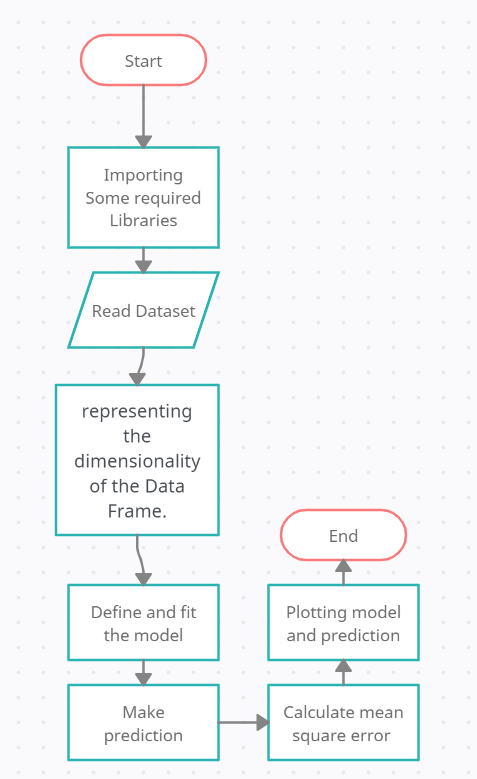 Start
Importing
Some required
Libraries
Read Dataset
representing
the
dimensionality
of the Data
Frame.
Define and fit
the model
Make
prediction
Calculate mean
square error
Plotting model
and prediction
End